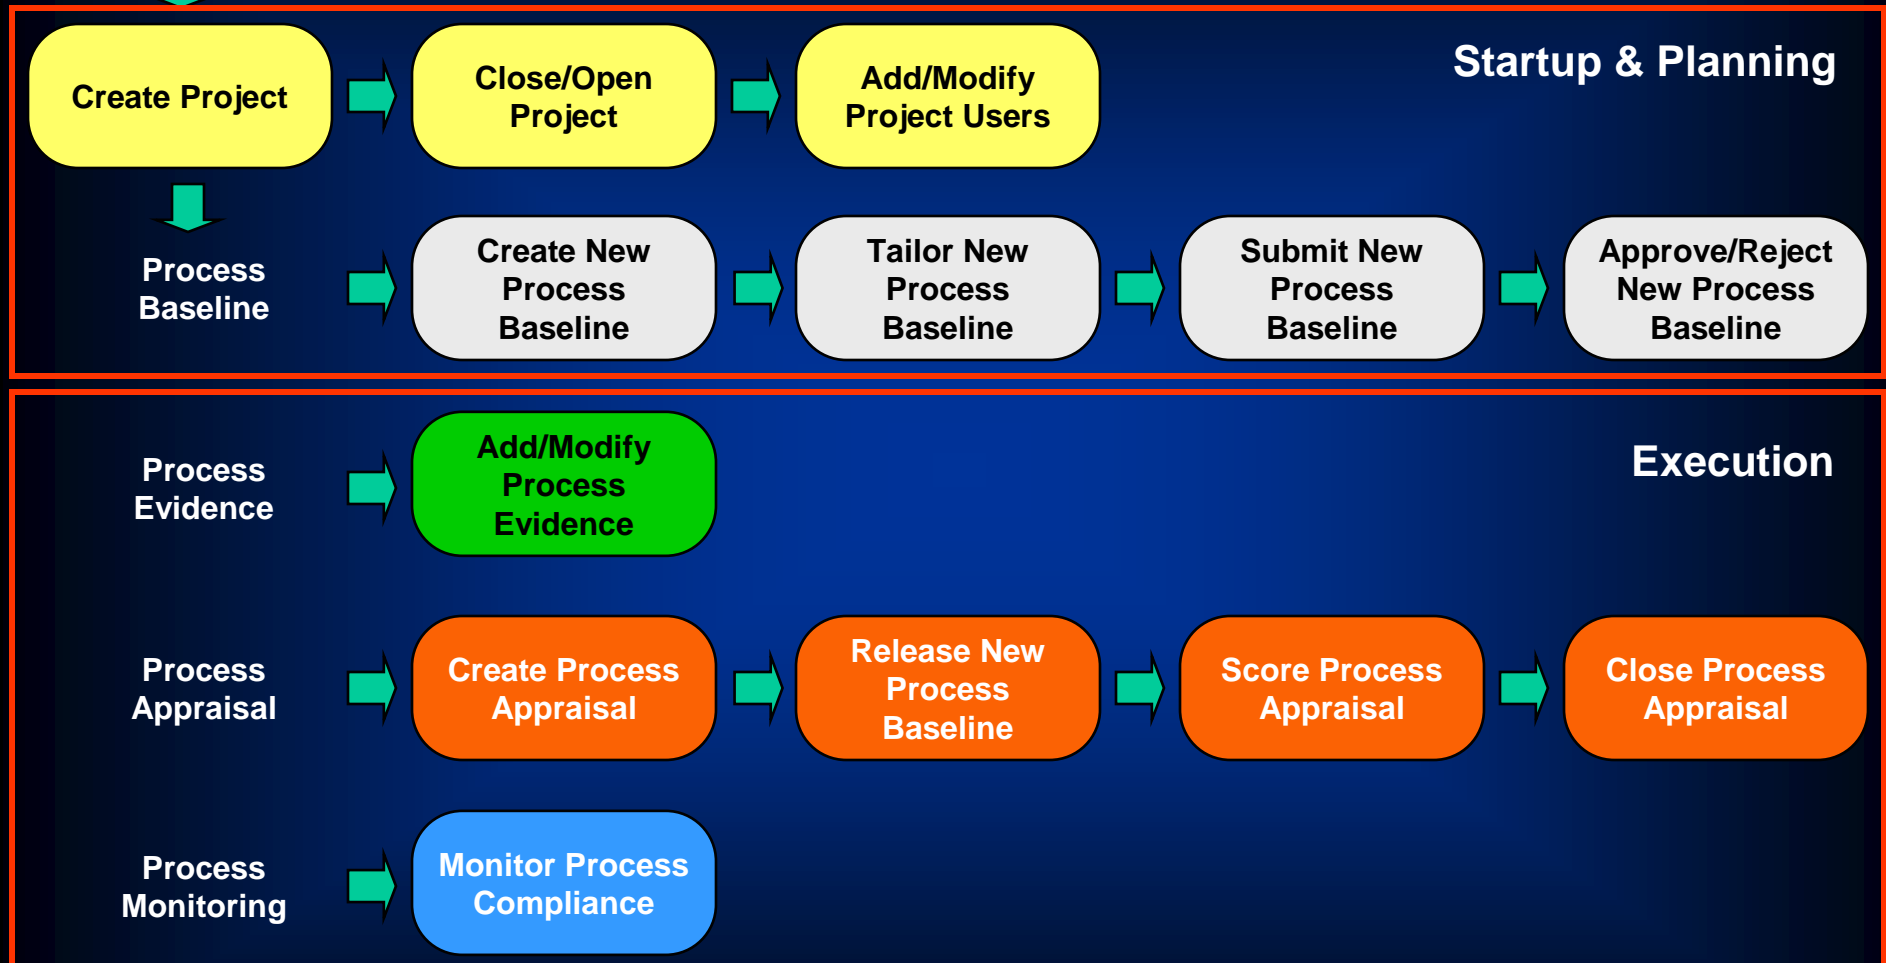 Startup & Planning
Create Project
Close/Open
Project
Add/Modify
Project Users
Process
Baseline
Create New
Process
Baseline
Tailor New
Process
Baseline
Submit New
Process
Baseline
Approve/Reject
New Process
Baseline
Execution
Process
Evidence
Add/Modify
Process
Evidence
Process
Appraisal
Create Process
Appraisal
Release New
Process
Baseline
Score Process
Appraisal
Close Process
Appraisal
Process
Monitoring
Monitor Process
Compliance